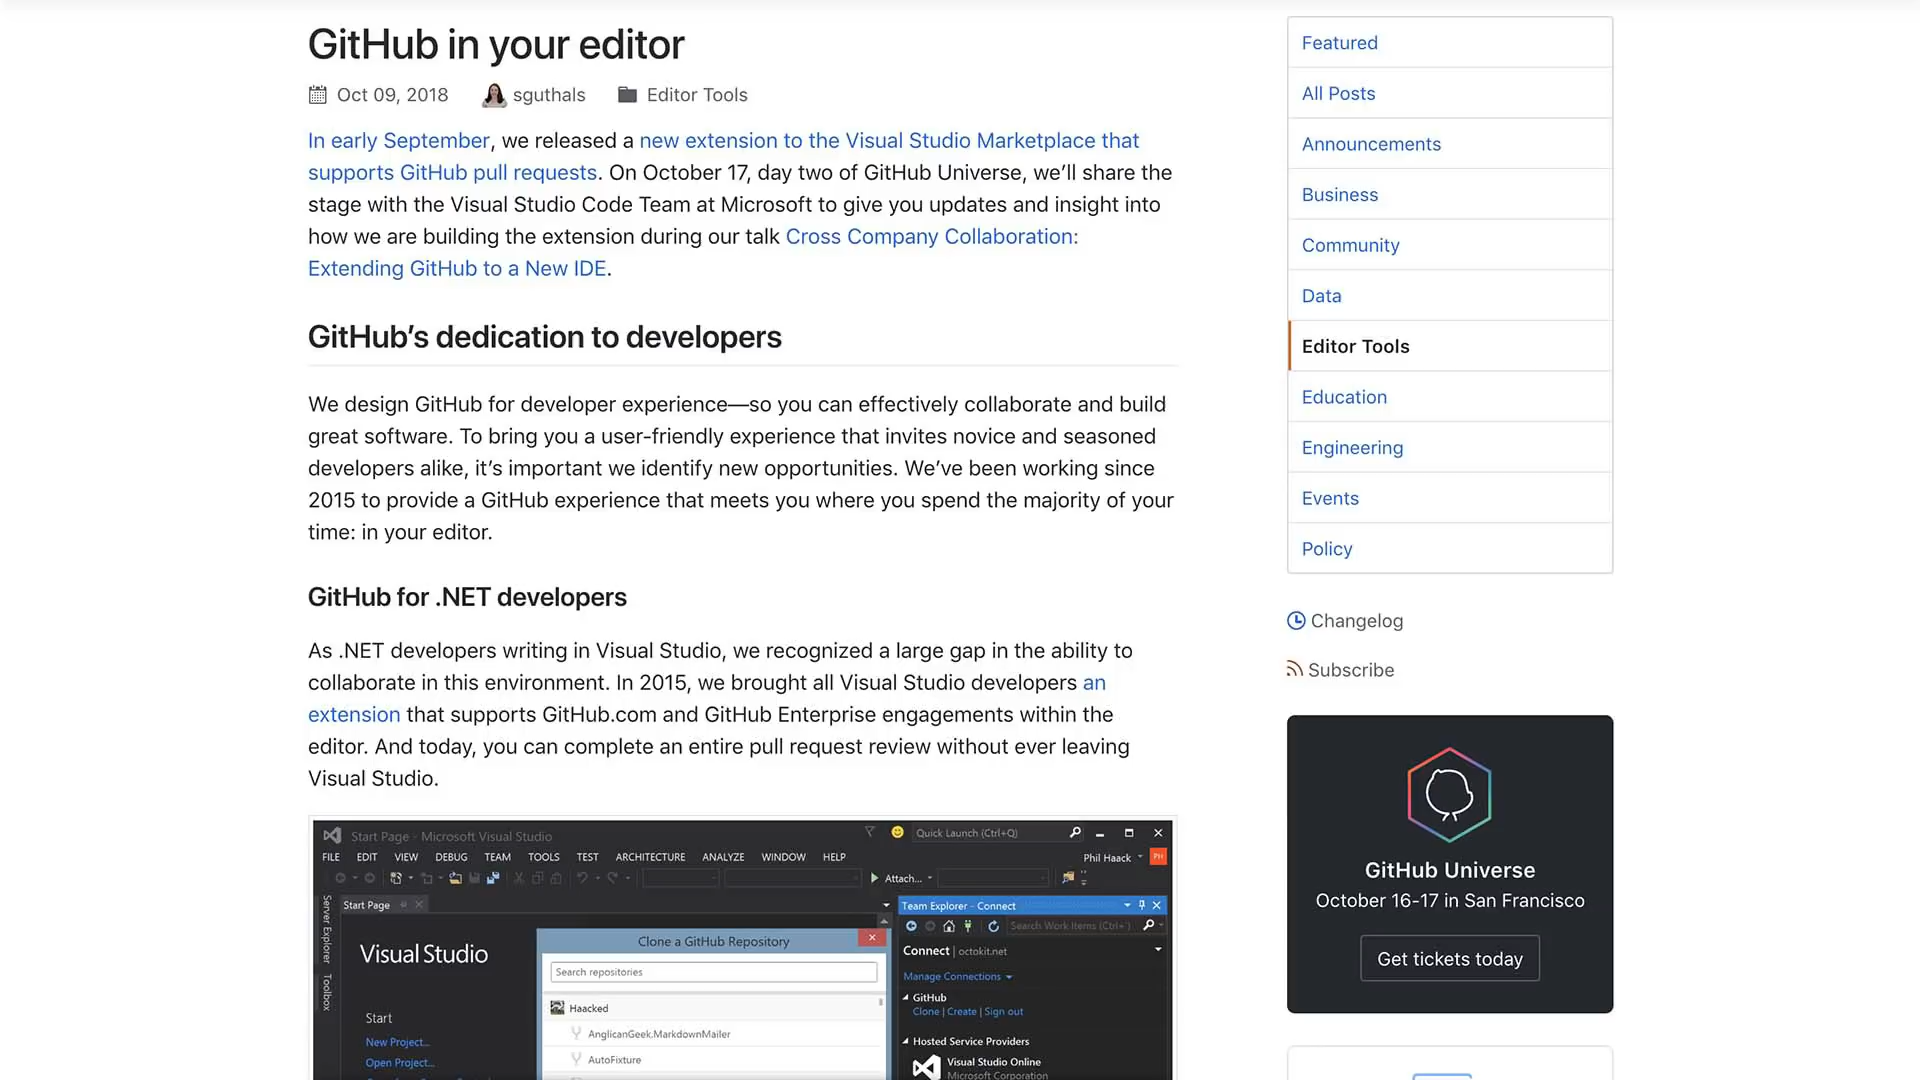 GitHub in your editor
Oct 09, 2018 sguthals Editor Tools
In early September, we released a new extension to the Visual Studio Marketplace that
supports GitHub pull requests. On October 17, day two of GitHub Universe, we’ll share the
stage with the Visual Studio Code Team at Microsoft to give you updates and insight into
how we are building the extension during our talk Cross Company Collaboration:
Extending GitHub to a New IDE.
GitHub’s dedication to developers
We design GitHub for developer experience—so you can effectively collaborate and build
great software. To bring you a user-friendly experience that invites novice and seasoned
developers alike, it’s important we identify new opportunities. We’ve been working since
2015 to provide a GitHub experience that meets you where you spend the majority of your
time: in your editor.
GitHub for .NET developers
As .NET developers writing in Visual Studio, we recognized a large gap in the ability to
collaborate in this environment. In 2015, we brought all Visual Studio developers an
extension that supports GitHub.com and GitHub Enterprise engagements within the
editor. And today, you can complete an entire pull request review without ever leaving
Visual Studio.
Start Page - Microsoft Visual Studio
Quick Launch (Ctrl+Q)
FILE EDIT VIEW DEBUG TEAM TOOLS TEST ARCHITECTURE ANALYZE WINDOW HELP
Phil Haack PH
Attach...
Server Explorer
Toolbox
Start Page
Visual Studio
Start
New Project...
Open Project...
Clone a GitHub Repository
Search repositories
Haacked
AnglicanGeek.MarkdownMailer
AutoFixture
Team Explorer - Connect
Search Work Items (Ctrl+')
Connect | octokit.net
Manage Connections
GitHub
Clone | Create | Sign out
Hosted Service Providers
Visual Studio Online
Microsoft Corporation
Featured
All Posts
Announcements
Business
Community
Data
Editor Tools
Education
Engineering
Events
Policy
Changelog
Subscribe
GitHub Universe
October 16-17 in San Francisco
Get tickets today